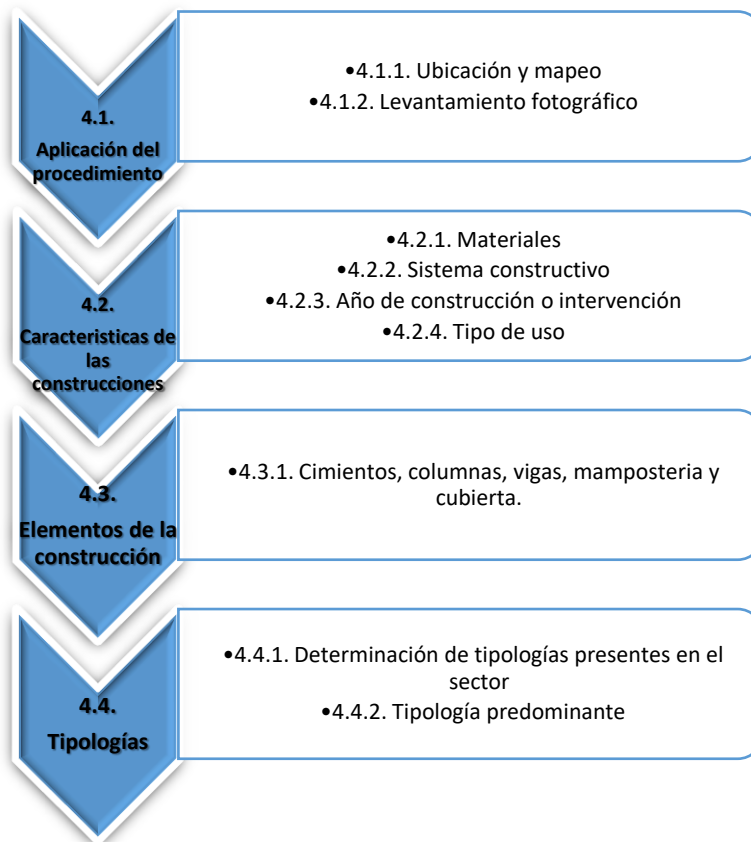 4.1.
Aplicación del
procedimiento
•4.1.1. Ubicación y mapeo
•4.1.2. Levantamiento fotográfico
4.2.
Caracteristicas de
las
construcciones
•4.2.1. Materiales
•4.2.2. Sistema constructivo
•4.2.3. Año de construcción o intervención
•4.2.4. Tipo de uso
4.3.
Elementos de la
construcción
•4.3.1. Cimientos, columnas, vigas, mamposteria y
cubierta.
4.4.
Tipologías
•4.4.1. Determinación de tipologías presentes en el
sector
•4.4.2. Tipología predominante